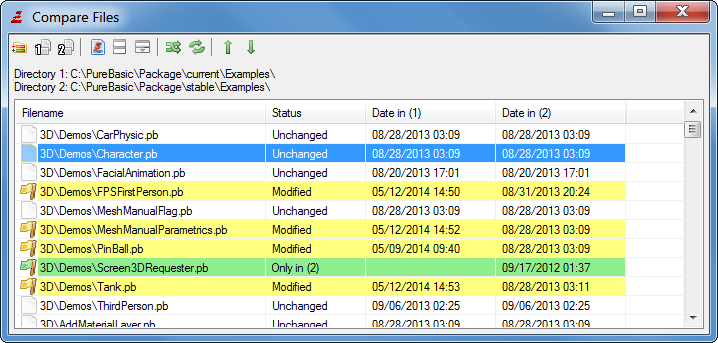 Compare Files
1 2
Directory 1: C:\PureBasic\Package\current\Examples\
Directory 2: C:\PureBasic\Package\stable\Examples\
Filename Status Date in (1) Date in (2)
3D\Demos\CarPhysic.pb Unchanged 08/28/2013 03:09 08/28/2013 03:09
3D\Demos\Character.pb Unchanged 08/28/2013 03:09 08/28/2013 03:09
3D\Demos\FacialAnimation.pb Unchanged 08/20/2013 17:01 08/20/2013 17:01
3D\Demos\FPSFirstPerson.pb Modified 05/12/2014 14:50 08/31/2013 20:24
3D\Demos\MeshManualFlag.pb Unchanged 08/28/2013 03:09 08/28/2013 03:09
3D\Demos\MeshManualParametrics.pb Modified 05/12/2014 14:52 08/28/2013 03:09
3D\Demos\PinBall.pb Modified 05/09/2014 09:40 08/28/2013 03:09
3D\Demos\Screen3DRequester.pb Only in (2) 09/17/2012 01:37
3D\Demos\Tank.pb Modified 05/12/2014 14:53 08/28/2013 03:11
3D\Demos\ThirdPerson.pb Unchanged 09/06/2013 02:25 09/06/2013 02:25
3D\AddMaterialLayer.pb Unchanged 08/28/2013 03:09 08/28/2013 03:09